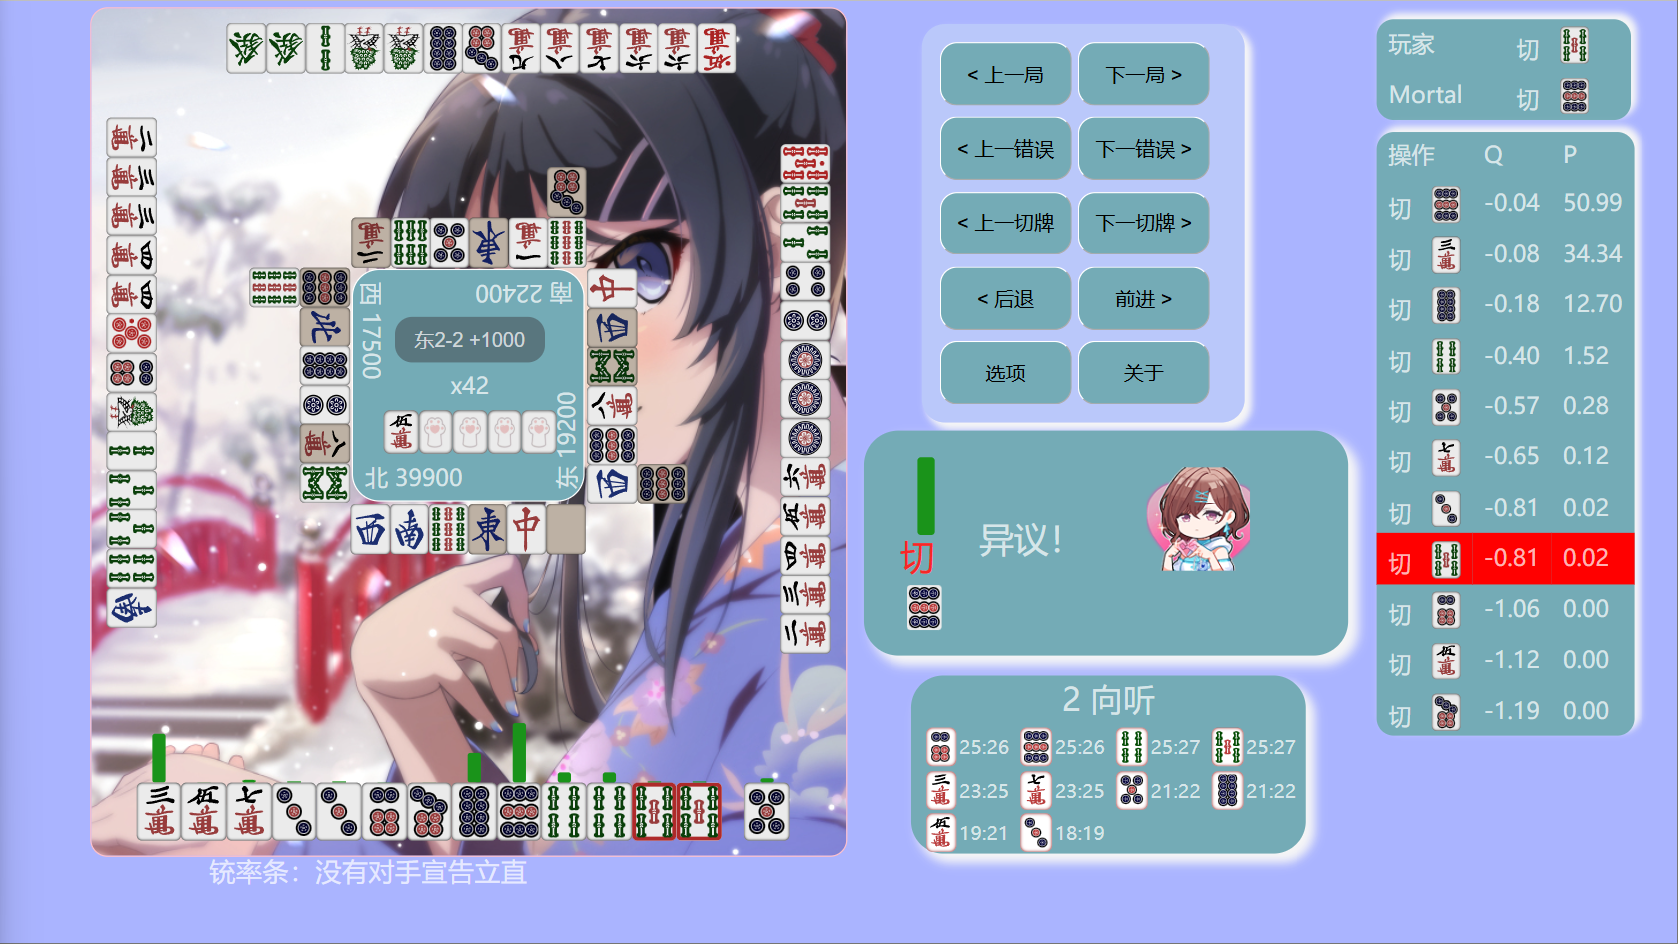 < 上一局
下一局 >
< 上一错误
下一错误 >
< 上一切牌
下一切牌 >
< 后退
前进 >
选项
关于
玩家 切
Mortal 切
操作 Q P
切 -0.04 50.99
切 -0.08 34.34
切 -0.18 12.70
切 -0.40 1.52
切 -0.57 0.28
切 -0.65 0.12
切 -0.81 0.02
切 -0.81 0.02
切 -1.06 0.00
切 -1.12 0.00
切 -1.19 0.00
南 22400
西 17500
东2-2 +1000
x42
东 19200
北 39900
切
异议！
2 向听
25:26 25:26 25:27 25:27
23:25 23:25 21:22 21:22
19:21 18:19
铳率条：没有对手宣告立直